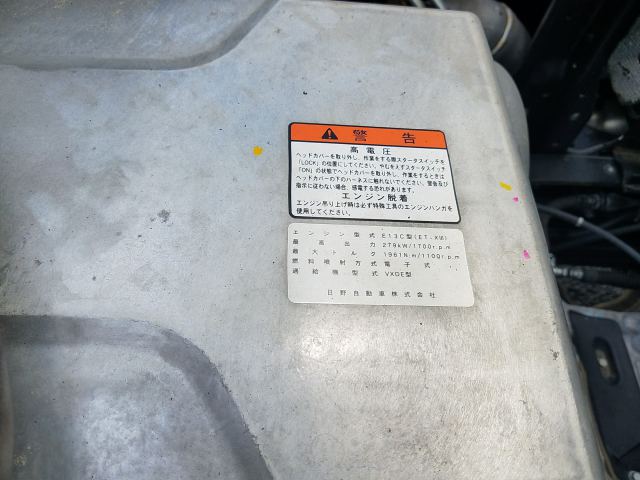 警告
高電圧
ヘッドカバーを取り外し、作業をする際スタータスイッチを
「LOCK」の位置にしてください。やむをえずスタータスイッチ
「ON」の状態でヘッドカバーを取り外し、作業をするときは
ヘッドカバーの下のハーネスに触れないでください。警告及び
指示に従わない場合、感電する恐れがあります。
エンジン脱着
エンジン吊り上げ時は必ず特殊工具のエンジンハンガを
使用してください。
エンジン型式 E13C型(ET-Ⅻ)
最高出力 279kW/1700r.p.m
最大トルク 1961N·m/1100r.p.m
燃料噴射方式 電子式
過給機型式 VXDE型
日野自動車株式会社